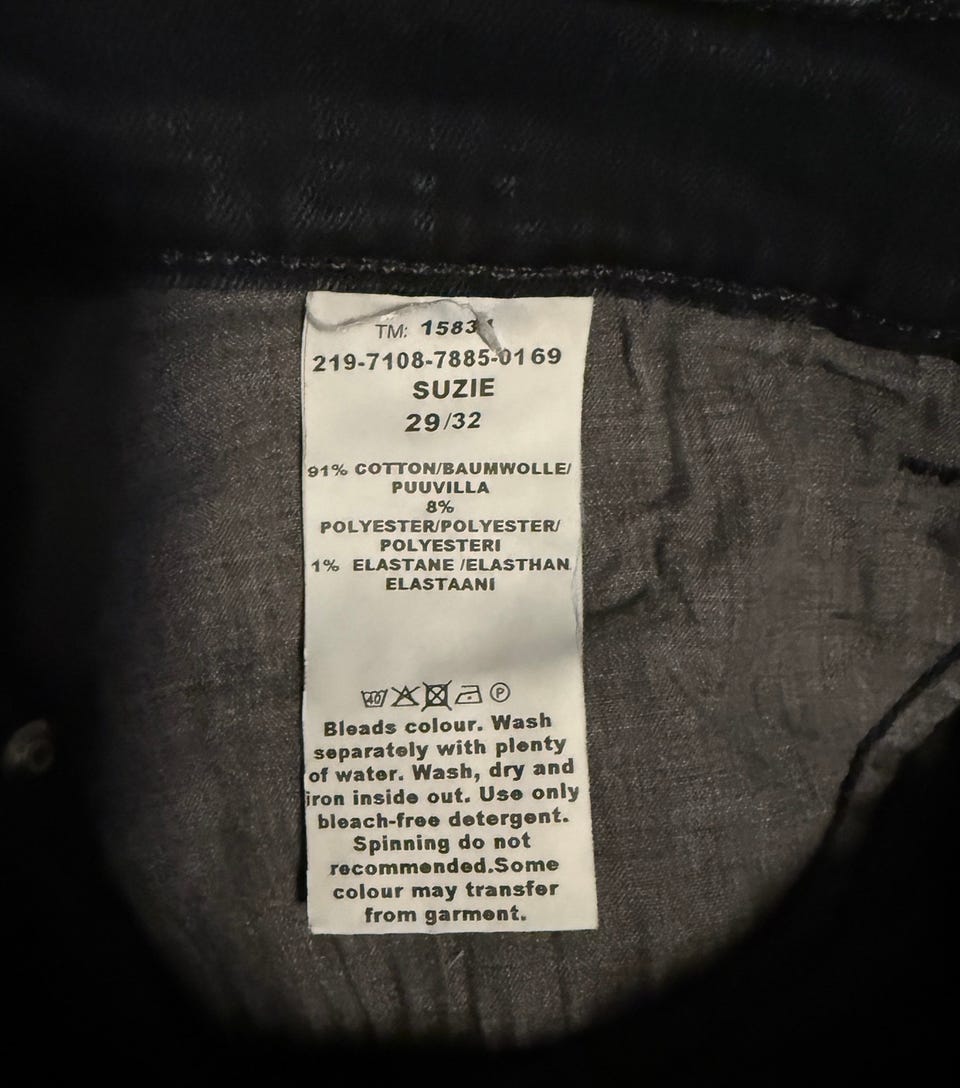 TM:
219-7108-7885-0169
SUZIE
29/32
91% COTTON/BAUMWOLLE/
PUUVILLA
8%
POLYESTER/POLYESTER/
POLYESTERI
1% ELASTANE /ELASTHAN
ELASTAANI
40 P
Bleads colour. Wash
separately with plenty
of water. Wash, dry and
iron inside out. Use only
bleach-free detergent.
Spinning do not
recommended.Some
colour may transfer
from garment.